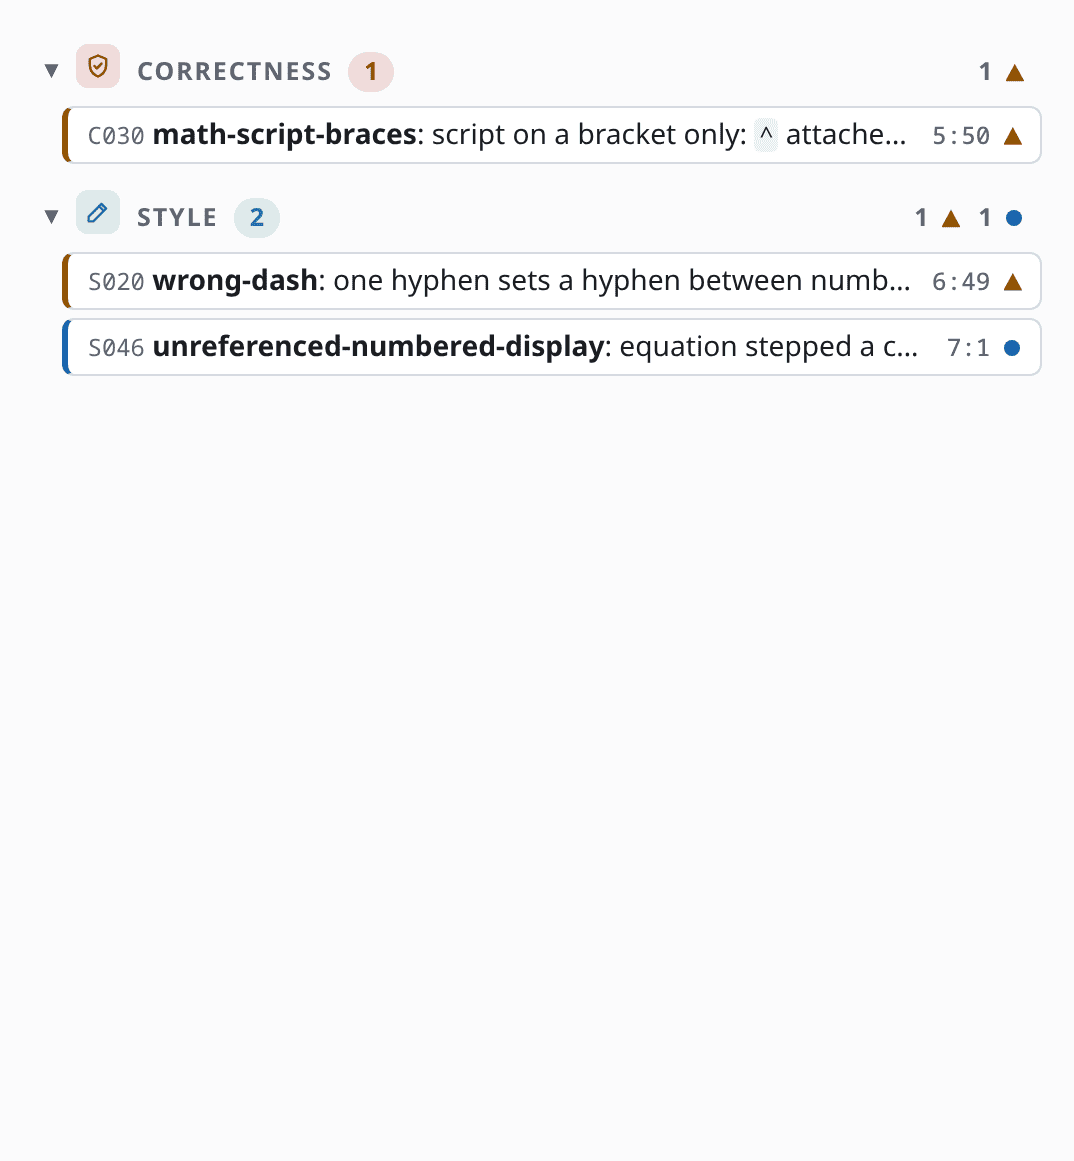 ▼ CORRECTNESS 1 1 ▲
C030 math-script-braces: script on a bracket only: ^ attache… 5:50 ▲
▼ STYLE 2 1 ▲ 1 ●
S020 wrong-dash: one hyphen sets a hyphen between numb… 6:49 ▲
S046 unreferenced-numbered-display: equation stepped a c… 7:1 ●